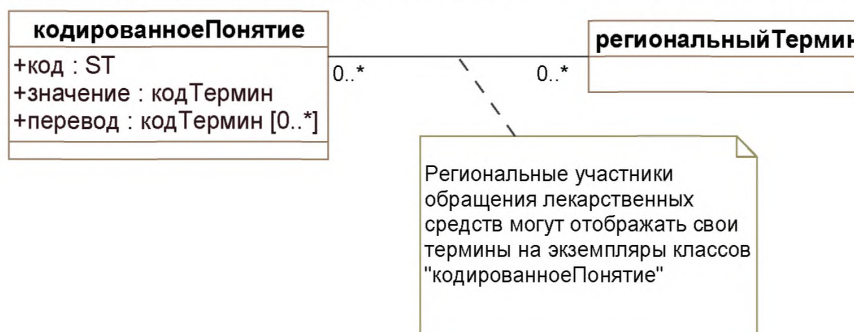 кодированноеПонятие
+код : ST
+значение : кодТермин
+перевод : кодТермин [0..*]
0..*
0..*
региональныйТермин
Региональные участники
обращения лекарственных
средств могут отображать свои
термины на экземпляры классов
"кодированноеПонятие"